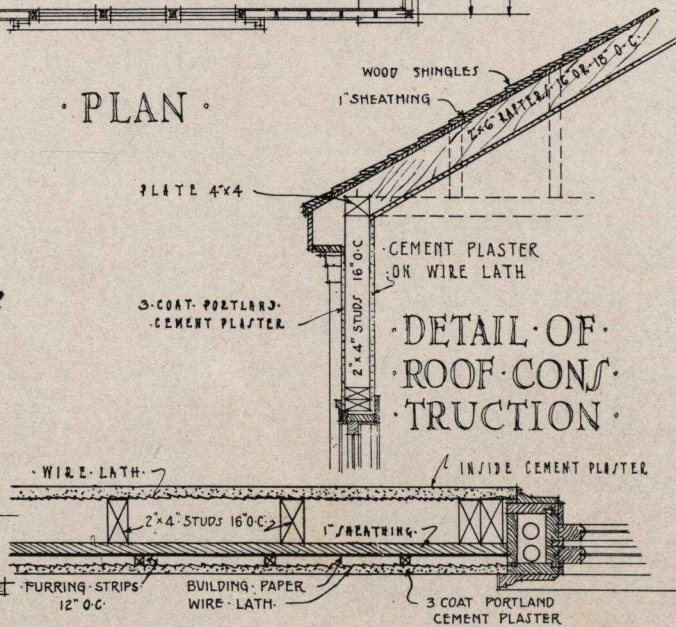 · PLAN ·
WOOD SHINGLES
1" SHEATHING
2"x6" RAFTERS·16" OR·18" O·C·
PLATE 4"x4
CEMENT PLASTER
ON WIRE LATH
2"x4" STUDS 16" O·C
3·COAT·PORTLAND·
·CEMENT PLASTER
·DETAIL·OF·
·ROOF·CONS-
·TRUCTION·
·WIRE·LATH·
INSIDE CEMENT PLASTER
2"x4" STUDS 16" O·C·
1" SHEATHING·
·FURRING·STRIPS·
12" O·C·
BUILDING·PAPER
WIRE·LATH·
3 COAT PORTLAND
CEMENT PLASTER